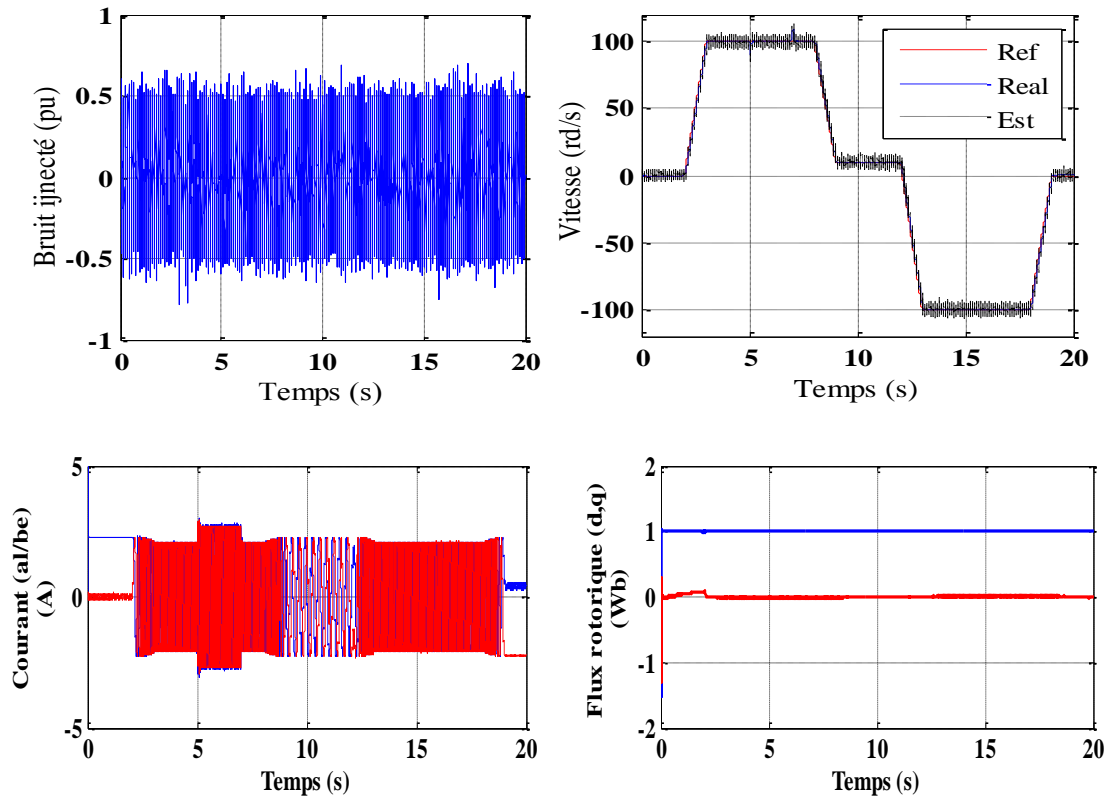 1
0.5
0
-0.5
-1
Bruit ijnecté (pu)
0
5
10
15
20
Temps (s)
100
50
0
-50
-100
Vitesse (rd/s)
Ref
Real
Est
0
5
10
15
20
Temps (s)
5
0
-5
Courant (al/be)
(A)
0
5
10
15
20
Temps (s)
2
1
0
-1
-2
Flux rotorique (d,q)
(Wb)
0
5
10
15
20
Temps (s)